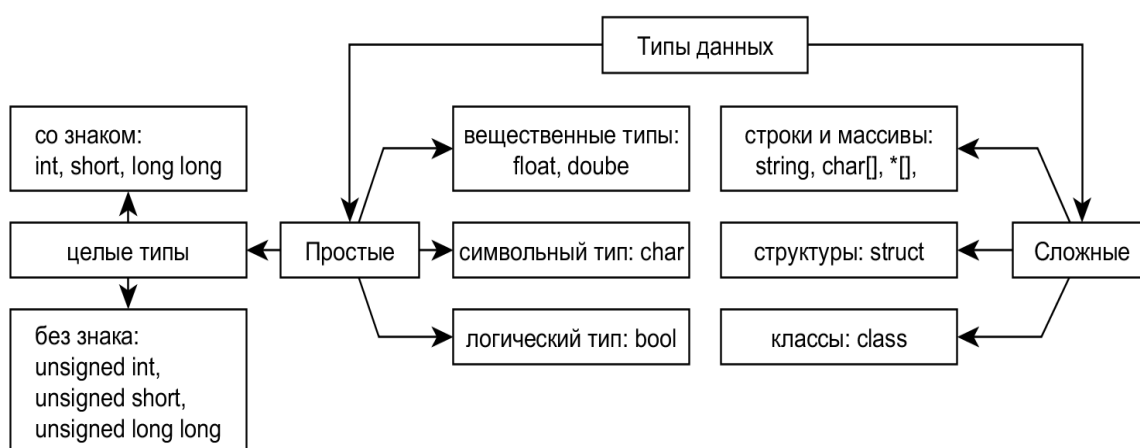 Типы данных
со знаком:
int, short, long long
вещественные типы:
float, doube
строки и массивы:
string, char[], *[],
целые типы
Простые
символьный тип: char
структуры: struct
Сложные
без знака:
unsigned int,
unsigned short,
unsigned long long
логический тип: bool
классы: class